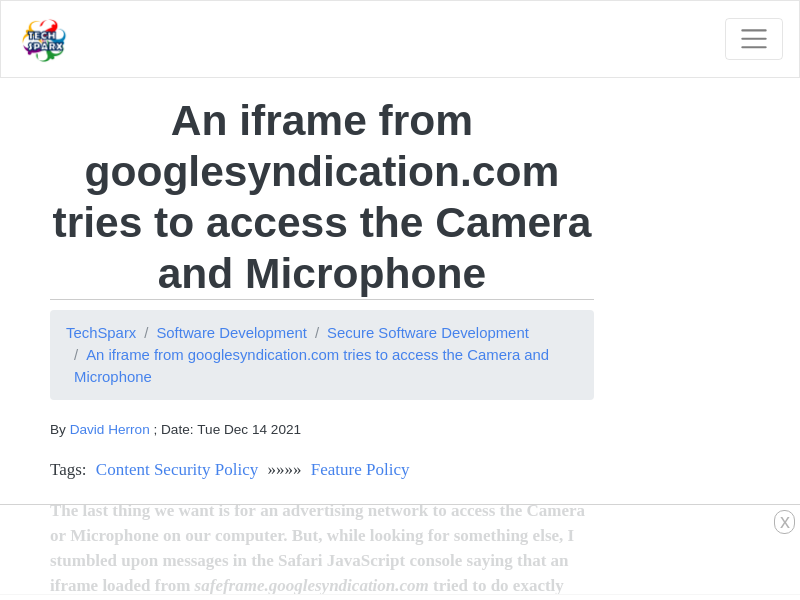 TECH
SPARX
An iframe from
googlesyndication.com
tries to access the Camera
and Microphone
TechSparx / Software Development / Secure Software Development
/ An iframe from googlesyndication.com tries to access the Camera and
Microphone
By David Herron ; Date: Tue Dec 14 2021
Tags: Content Security Policy »»»» Feature Policy
The last thing we want is for an advertising network to access the Camera
X
or Microphone on our computer. But, while looking for something else, I
stumbled upon messages in the Safari JavaScript console saying that an
iframe loaded from safeframe.googlesyndication.com tried to do exactly